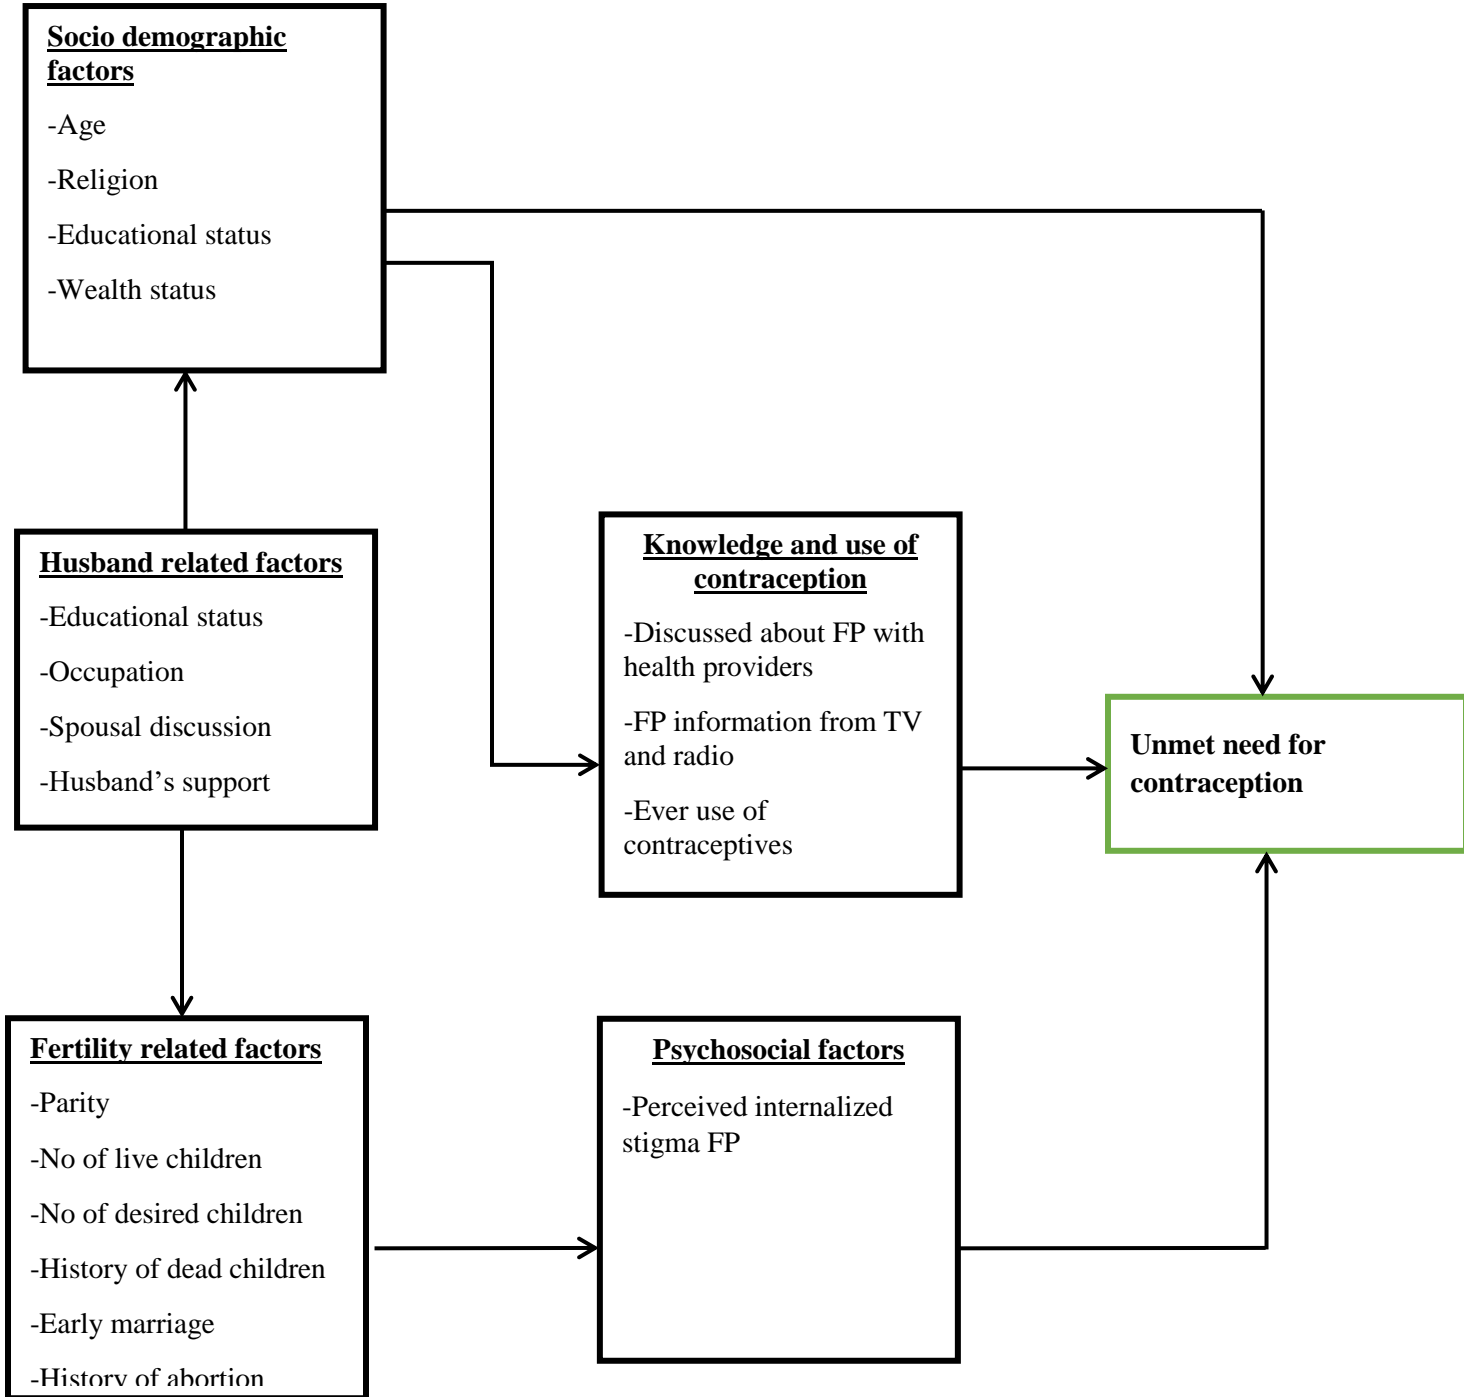 Socio demographic
factors
-Age
-Religion
-Educational status
-Wealth status
Husband related factors
-Educational status
-Occupation
-Spousal discussion
-Husband’s support
Knowledge and use of
contraception
-Discussed about FP with
health providers
-FP information from TV
and radio
-Ever use of
contraceptives
Unmet need for
contraception
Fertility related factors
-Parity
-No of live children
-No of desired children
-History of dead children
-Early marriage
-History of abortion
Psychosocial factors
-Perceived internalized
stigma FP